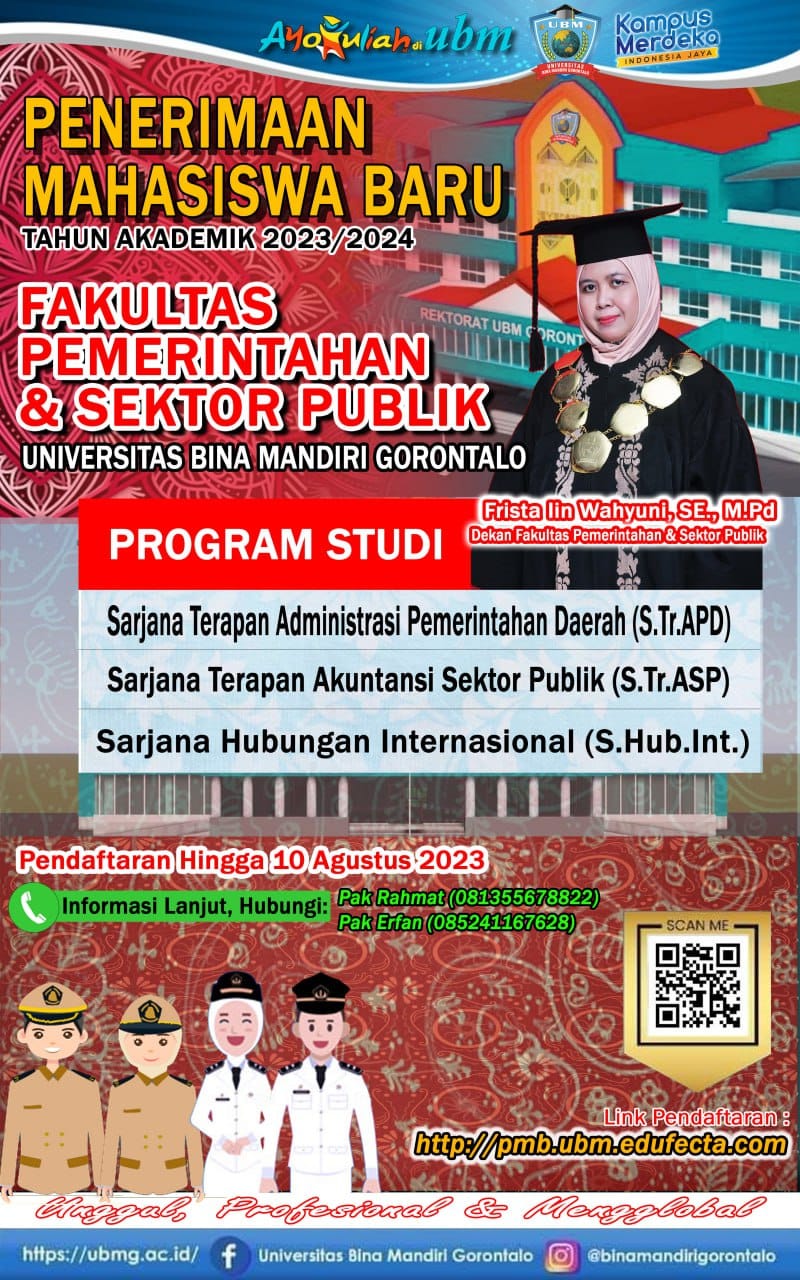 AyoKuliah di ubm
UBM
UNIVERSITAS
BINA MANDIRI GORONTALO
Kampus
Merdeka
INDONESIA JAYA
PENERIMAAN
MAHASISWA BARU
TAHUN AKADEMIK 2023/2024
FAKULTAS
PEMERINTAHAN
& SEKTOR PUBLIK
UNIVERSITAS BINA MANDIRI GORONTALO
REKTORAT UBM GORONT
Frista Iin Wahyuni, SE., M.Pd
Dekan Fakultas Pemerintahan & Sektor Publik
PROGRAM STUDI
Sarjana Terapan Administrasi Pemerintahan Daerah (S.Tr.APD)
Sarjana Terapan Akuntansi Sektor Publik (S.Tr.ASP)
Sarjana Hubungan Internasional (S.Hub.Int.)
Pendaftaran Hingga 10 Agustus 2023
Informasi Lanjut, Hubungi:
Pak Rahmat (081355678822)
Pak Erfan (085241167628)
SCAN ME
Link Pendaftaran :
http://pmb.ubm.edufecta.com
Unggul, Profesional & Mengglobal
https://ubmg.ac.id/
Universitas Bina Mandiri Gorontalo
@binamandirigorontalo